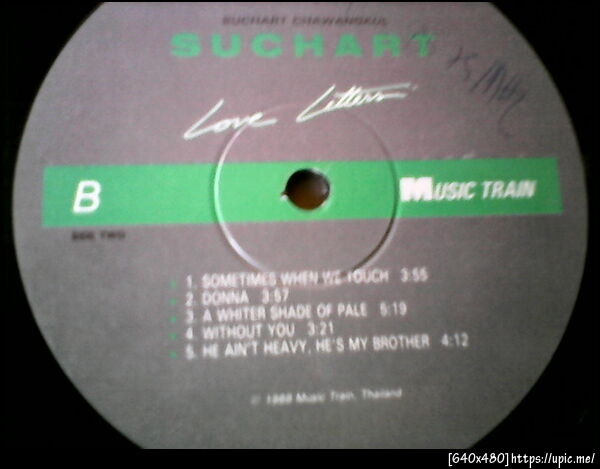 SUCHART CHAWANGKUL
SUCHART
Love Letters
B
MUSIC TRAIN
SIDE TWO
1. SOMETIMES WHEN WE TOUCH 3:55
2. DONNA 3:57
3. A WHITER SHADE OF PALE 5:19
4. WITHOUT YOU 3:21
5. HE AIN'T HEAVY, HE'S MY BROTHER 4:12
Music Train, Thailand
[640x480]https://upic.me/